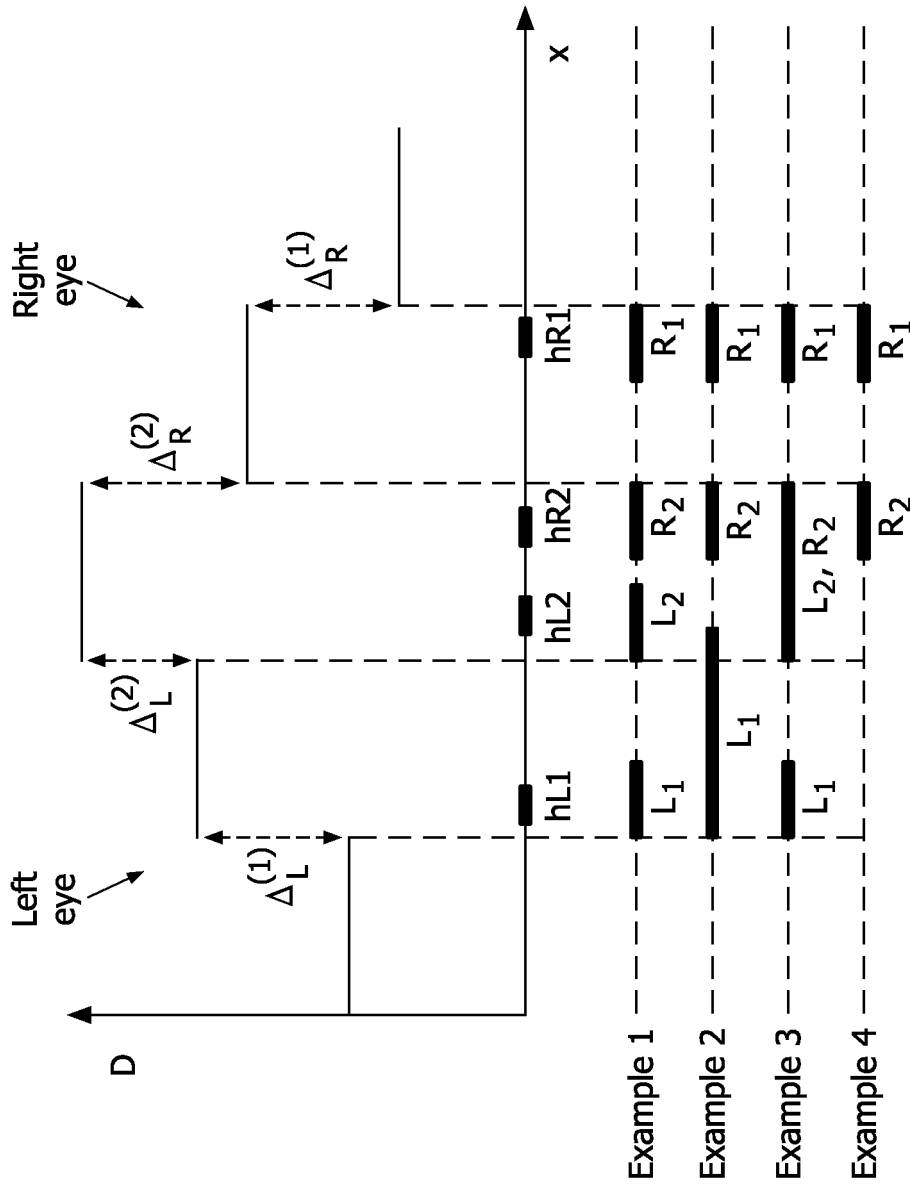 Left
eye
Right
eye
D
Δ_L^(1)
Δ_L^(2)
Δ_R^(2)
Δ_R^(1)
x
hL1
hL2
hR2
hR1
Example 1
L₁
L₂
R₂
R₁
Example 2
L₁
R₂
R₁
Example 3
L₁
L₂, R₂
R₁
Example 4
R₂
R₁